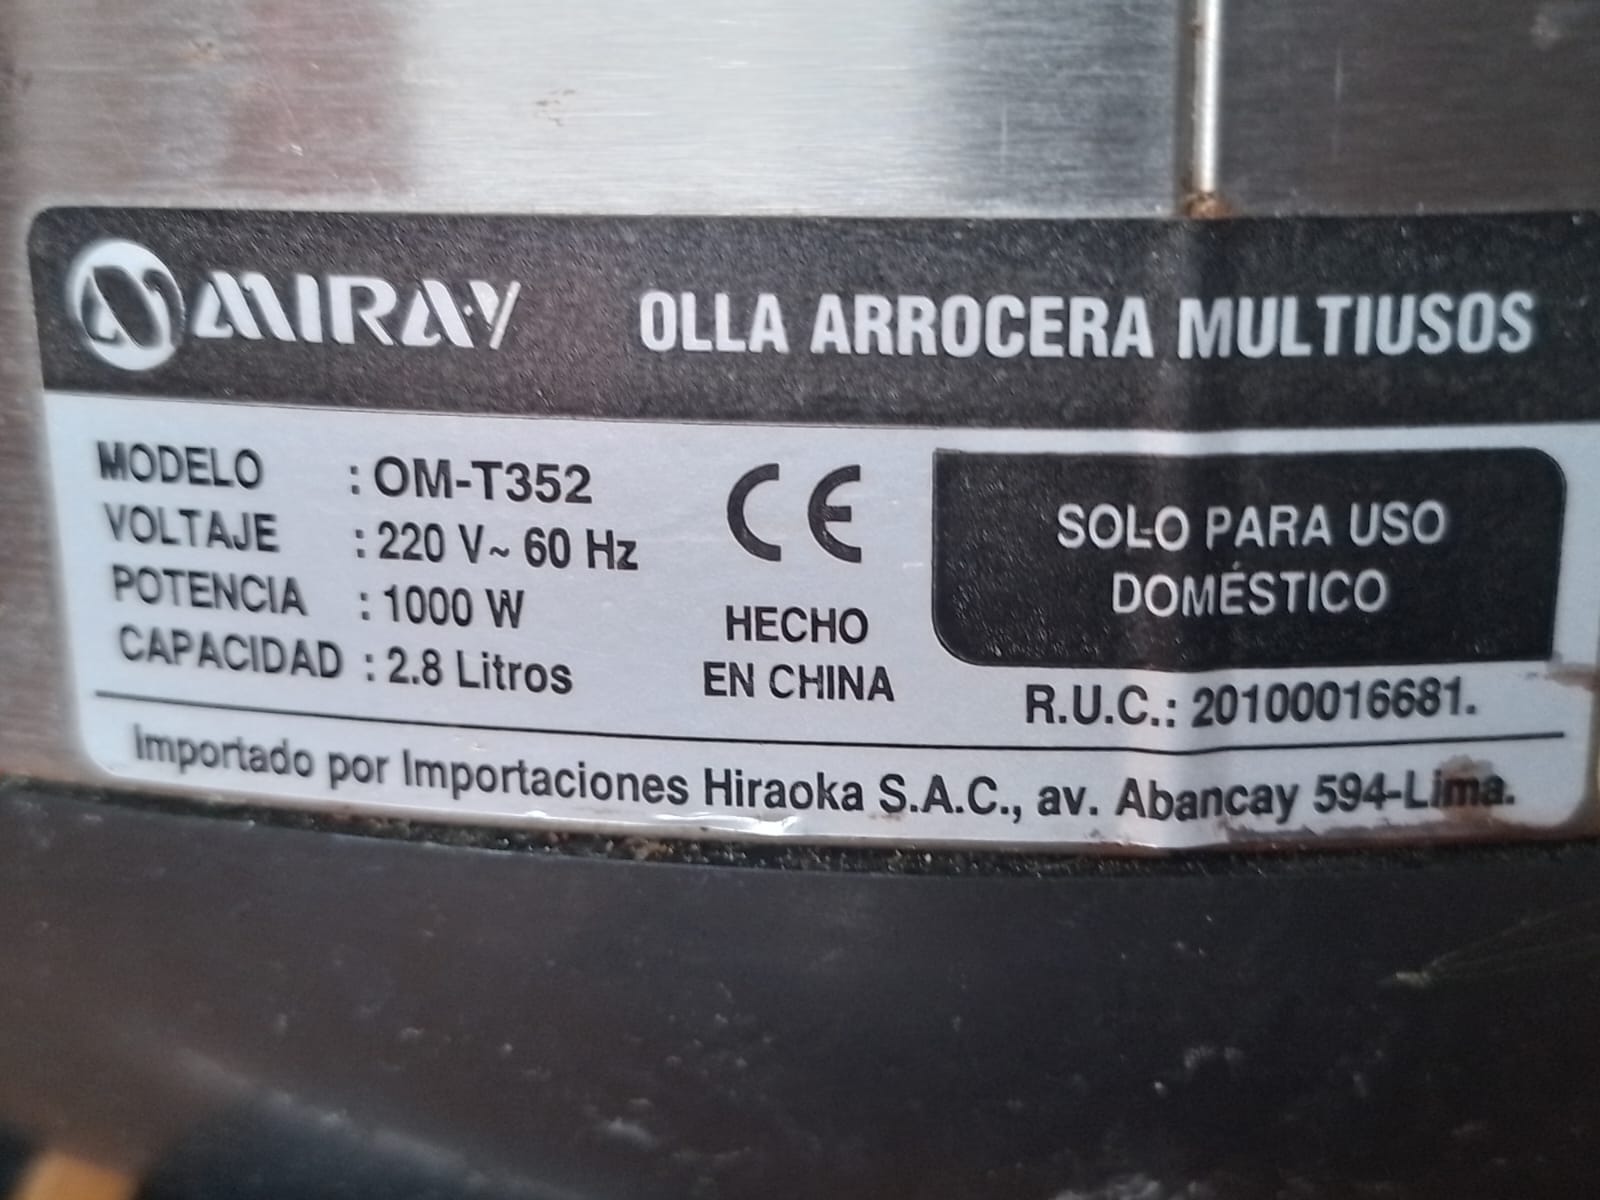 MIRAY OLLA ARROCERA MULTIUSOS
MODELO : OM-T352
VOLTAJE : 220 V~ 60 Hz
POTENCIA : 1000 W
CAPACIDAD : 2.8 Litros
CE
HECHO
EN CHINA
SOLO PARA USO
DOMÉSTICO
R.U.C.: 20100016681.
Importado por Importaciones Hiraoka S.A.C., av. Abancay 594-Lima.